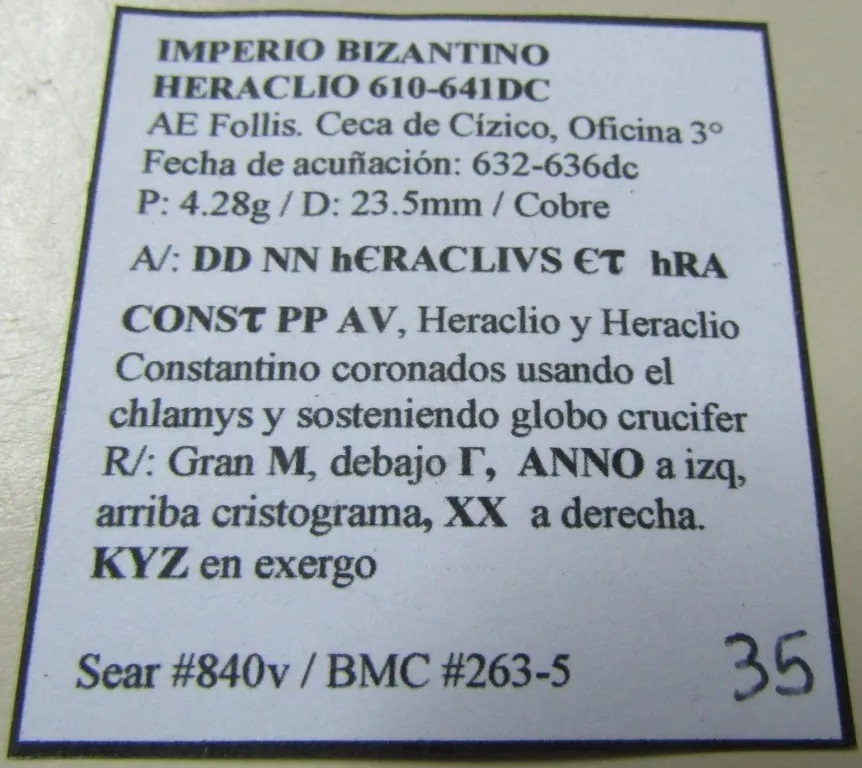 IMPERIO BIZANTINO
HERACLIO 610-641DC
AE Follis. Ceca de Cízico, Oficina 3°
Fecha de acuñación: 632-636dc
P: 4.28g / D: 23.5mm / Cobre
A/: DD NN hЄRACLIVS Єτ hRA
CONSτ PP AV, Heraclio y Heraclio
Constantino coronados usando el
chlamys y sosteniendo globo crucifer
R/: Gran M, debajo Γ, ANNO a izq,
arriba cristograma, XX a derecha.
KYZ en exergo
Sear #840v / BMC #263-5
35